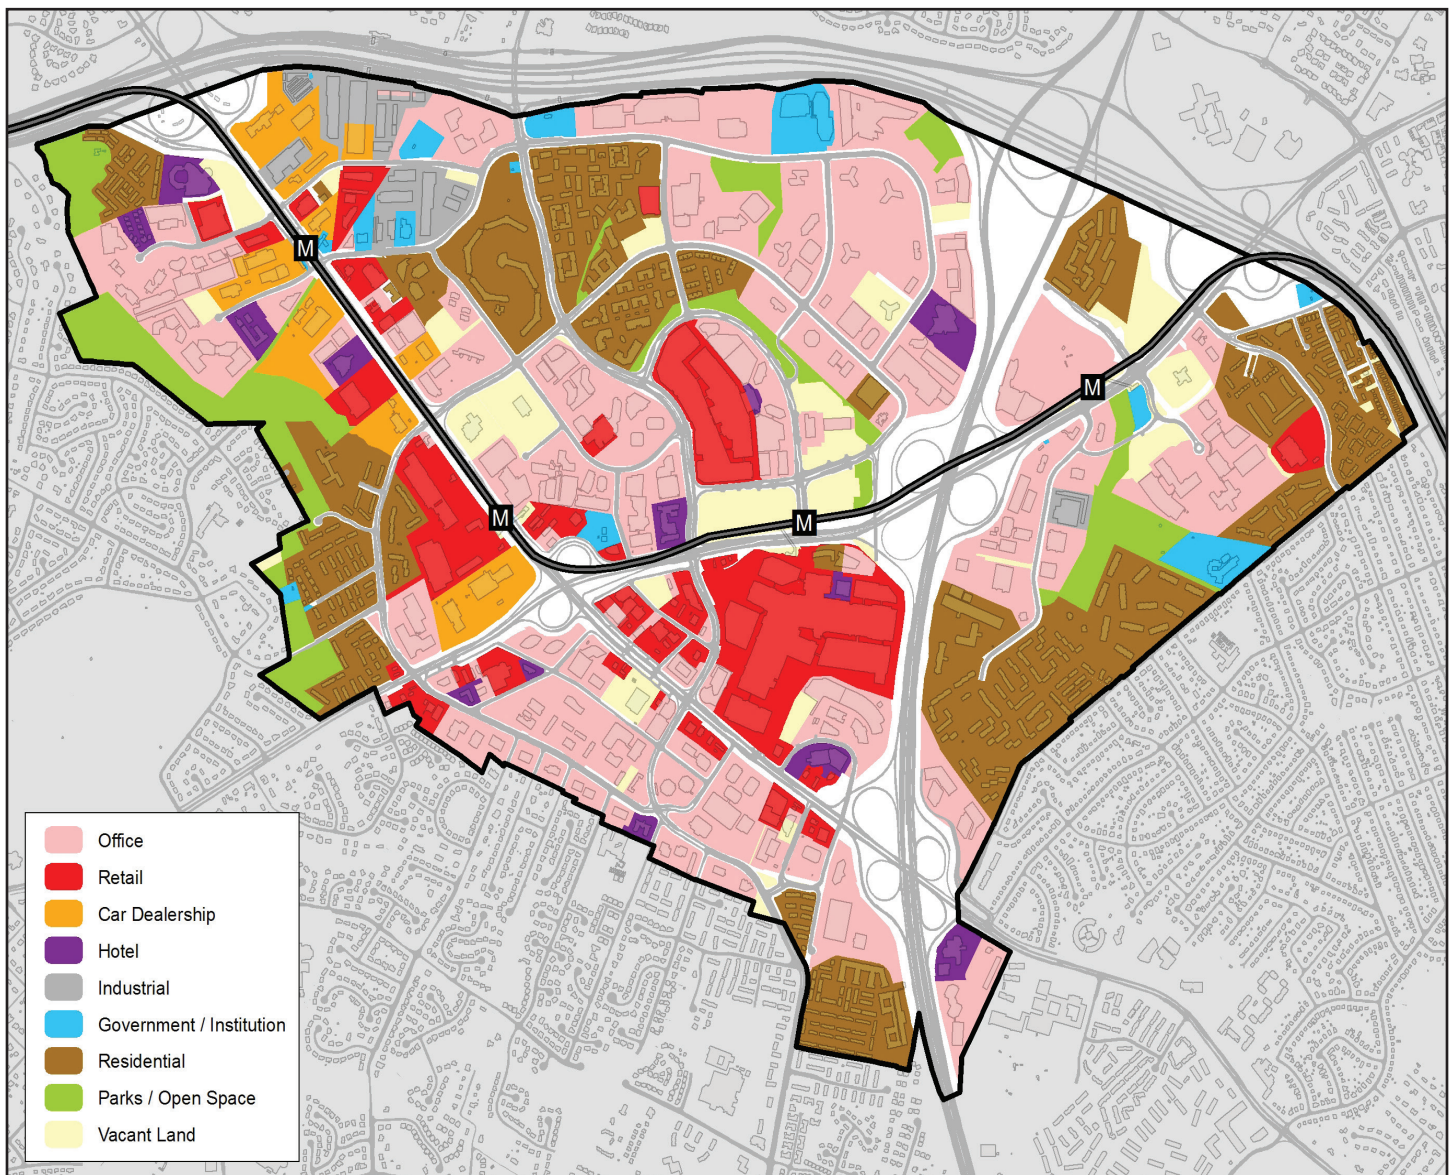 M
M
M
M
Office
Retail
Car Dealership
Hotel
Industrial
Government / Institution
Residential
Parks / Open Space
Vacant Land